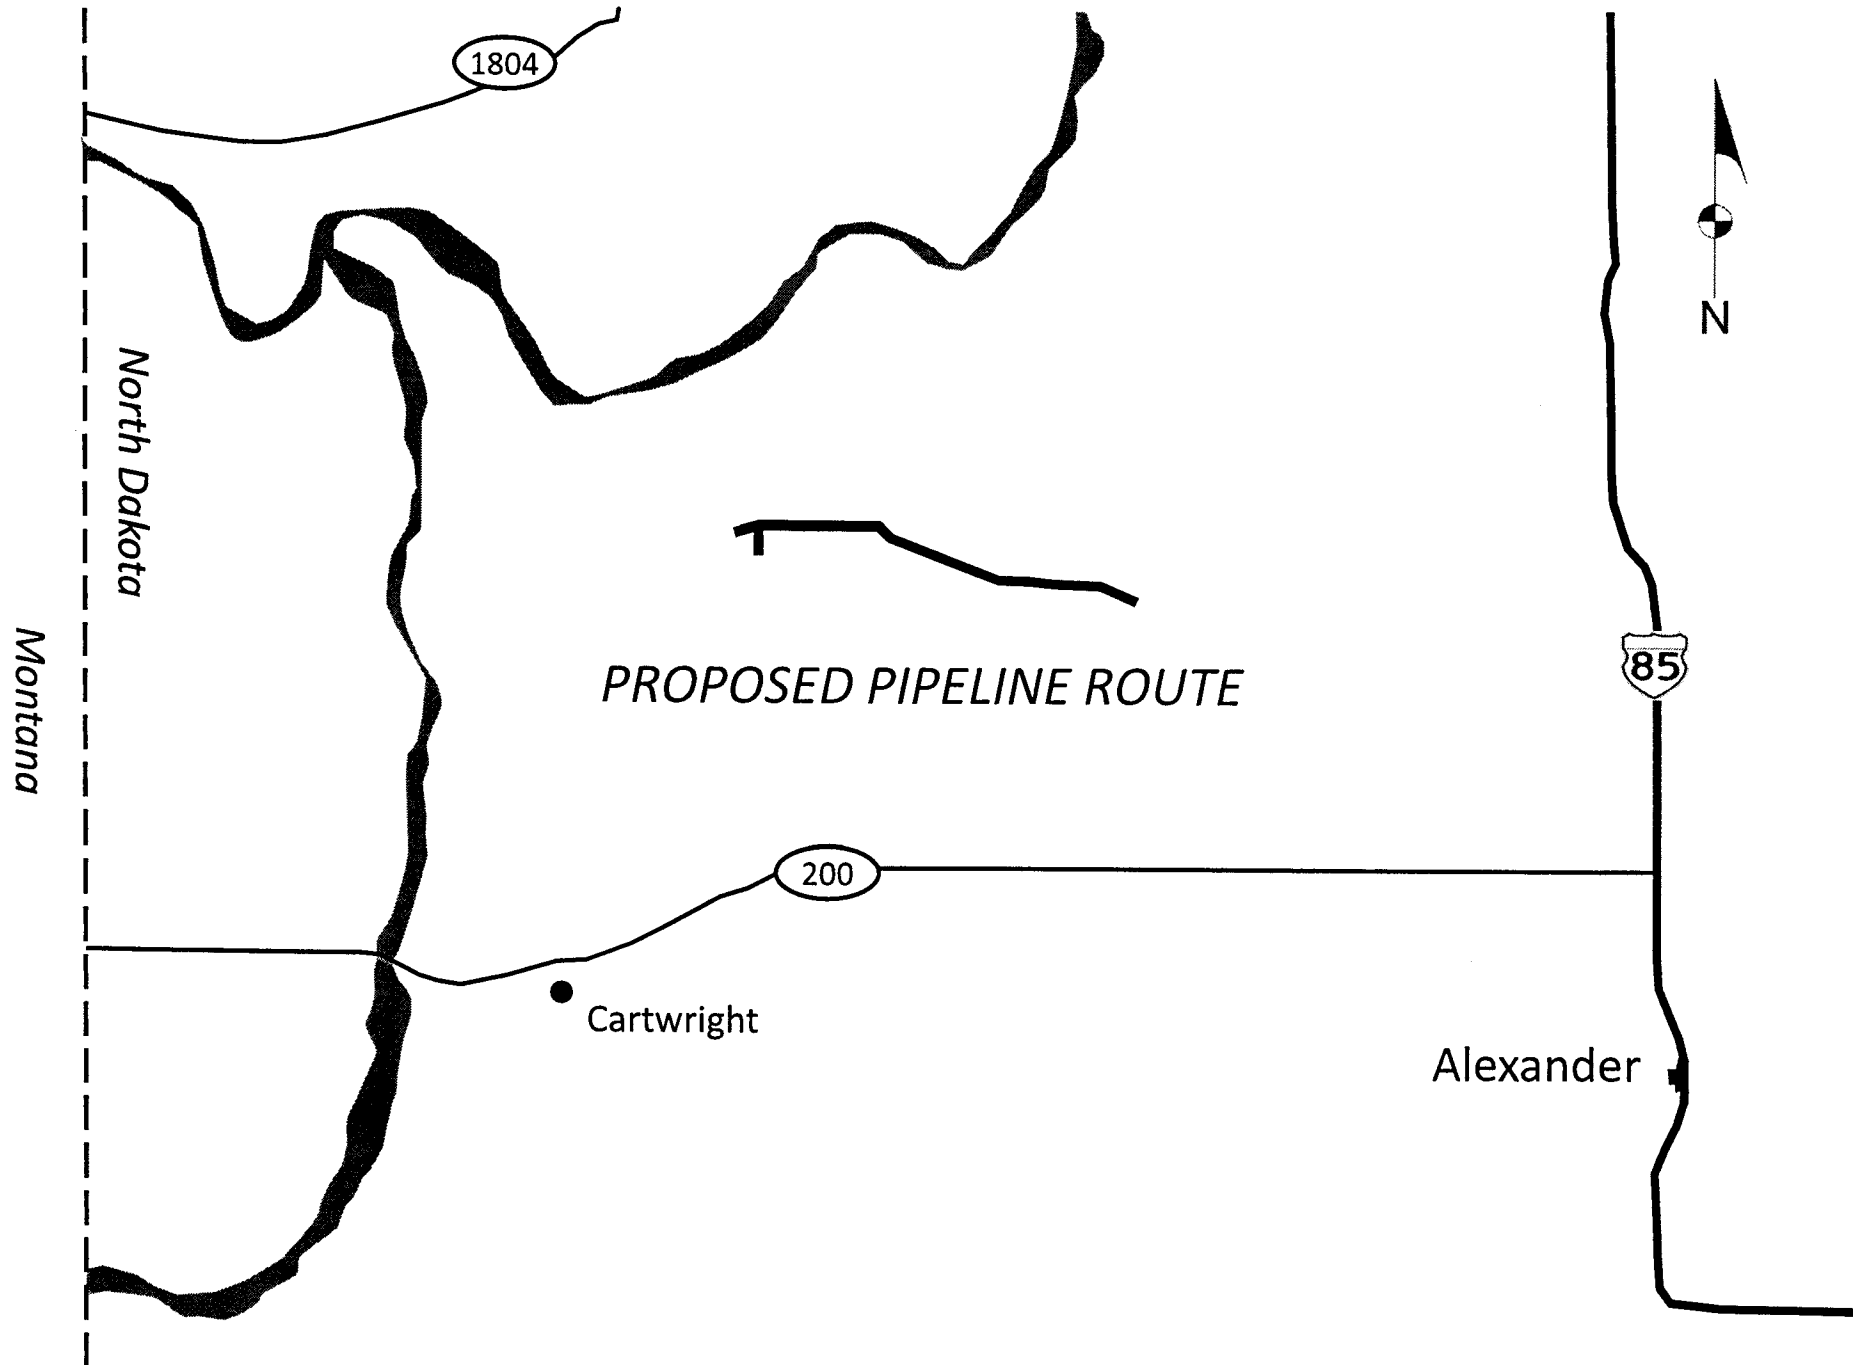 1804
N
North Dakota
Montana
85
PROPOSED PIPELINE ROUTE
200
Cartwright
Alexander